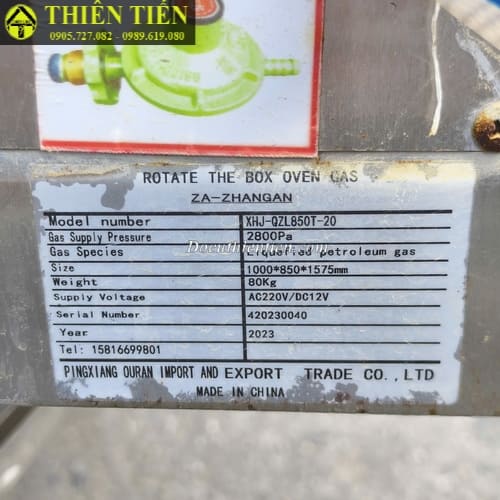 THIÊN TIẾN
0905.727.082 - 0989.619.080
ROTATE THE BOX OVEN GAS
ZA-ZHANGAN
Model number XHJ-QZL850T-20
Gas Supply Pressure 2800Pa
Gas Species Liquefied petroleum gas
Size 1000*850*1575mm
Weight 80Kg
Supply Voltage AC220V/DC12V
Serial Number 420230040
Year 2023
Tel: 15816699801
PINGXIANG OURAN IMPORT AND EXPORT TRADE CO.,LTD
MADE IN CHINA